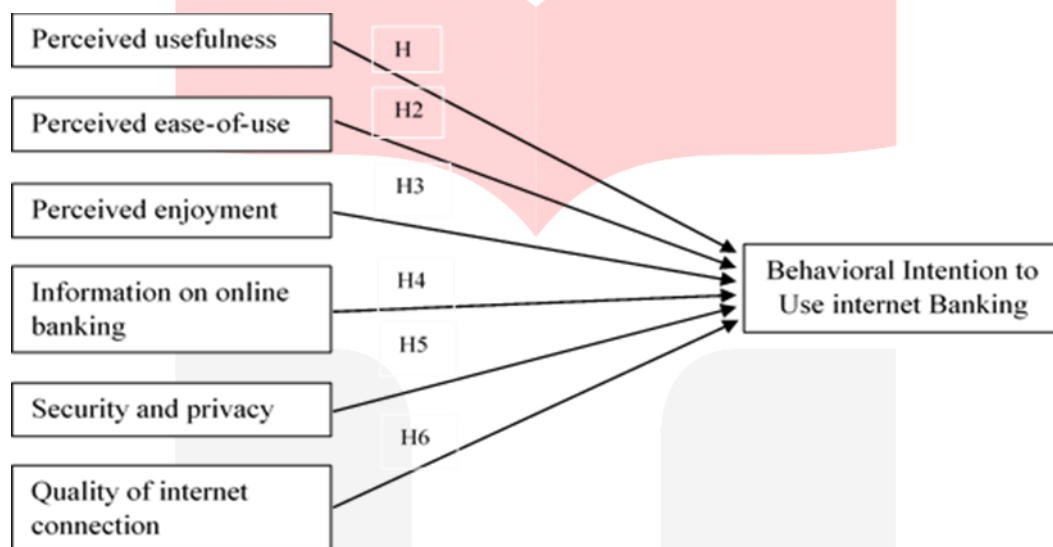 Perceived usefulness
H
Perceived ease-of-use
H2
Perceived enjoyment
H3
Information on online
banking
H4
Security and privacy
H5
Quality of internet
connection
H6
Behavioral Intention to
Use internet Banking